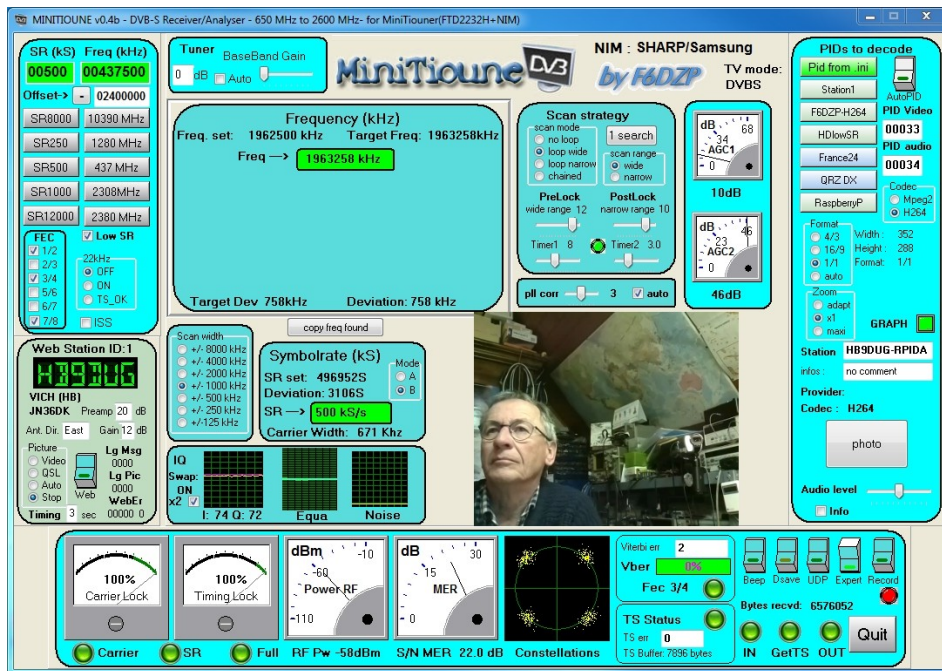 MINITIOUNE v0.4b - DVB-S Receiver/Analyser - 650 MHz to 2600 MHz- for MiniTiouner(FTD2232H+NIM)
SR (kS) Freq (kHz)
00500 00437500
Offset-> - 02400000
SR8000 10390 MHz
SR250 1280 MHz
SR500 437 MHz
SR1000 2308MHz
SR12000 2380 MHz
FEC
1/2
2/3
3/4
5/6
6/7
7/8
Low SR
22kHz
OFF
ON
TS_OK
ISS
Tuner
BaseBand Gain
0 dB Auto
MiniTioune DVB
by F6DZP
NIM : SHARP/Samsung
TV mode:
DVBS
Frequency (kHz)
Freq. set: 1962500 kHz Target Freq: 1963258kHz
Freq —> 1963258 kHz
Target Dev 758kHz Deviation: 758 kHz
Scan strategy
scan mode
no loop
loop wide
loop narrow
chained
1 search
scan range
wide
narrow
PreLock PostLock
wide range 12 narrow range 10
Timer1 8 Timer2 3.0
pll corr 3 auto
dB 68
34
AGC1
0
10dB
dB 46
23
AGC2
0
46dB
PIDs to decode
Pid from .ini
Station1
F6DZP-H264
HDlowSR
France24
QRZ DX
RaspberryP
AutoPID
PID Video
00033
PID audio
00034
Codec
Mpeg2
H264
Format
4/3
16/9
1/1
auto
Width : 352
Height : 288
Format: 1/1
Zoom
adapt
x1
maxi
GRAPH
Station HB9DUG-RPIDA
infos : no comment
Provider:
Codec : H264
photo
Audio level
Info
Web Station ID:1
HB9DUG
VICH (HB)
JN36DK Preamp 20 dB
Ant. Dir. East Gain 12 dB
Picture
Video
QSL
Auto
Stop
Web
Lg Msg
0000
Lg Pic
0000
WebEr
Timing 3 sec 00000 0
copy freq found
Scan width
+/- 8000 kHz
+/- 4000 kHz
+/- 2000 kHz
+/- 1000 kHz
+/- 500 kHz
+/- 250 kHz
+/-125 kHz
Symbolrate (kS)
SR set: 496952S
Deviation: 3106S
SR —> 500 kS/s
Carrier Width: 671 Khz
Mode
A
B
IQ
Swap:
ON
x2
I: 74 Q: 72 Equa Noise
100%
Carrier Lock
100%
Timing Lock
dBm -10
-60
Power RF
-110
dB 30
15
MER
0
Carrier SR Full RF Pw -58dBm S/N MER 22.0 dB Constellations
Viterbi err 2
Vber 0%
Fec 3/4
TS Status
TS err 0
TS Buffer: 7896 bytes
Beep Dsave UDP Expert Record
Bytes recvd: 6576052
IN GetTS OUT
Quit